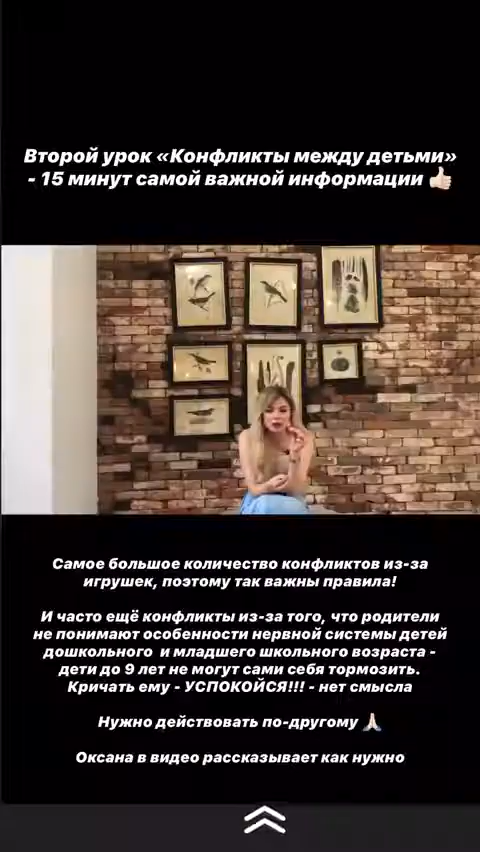 Второй урок «Конфликты между детьми»
- 15 минут самой важной информации 👍🏻
Самое большое количество конфликтов из-за
игрушек, поэтому так важны правила!
И часто ещё конфликты из-за того, что родители
не понимают особенности нервной системы детей
дошкольного и младшего школьного возраста -
дети до 9 лет не могут сами себя тормозить.
Кричать ему - УСПОКОЙСЯ!!! - нет смысла
Нужно действовать по-другому 🙏🏻
Оксана в видео рассказывает как нужно